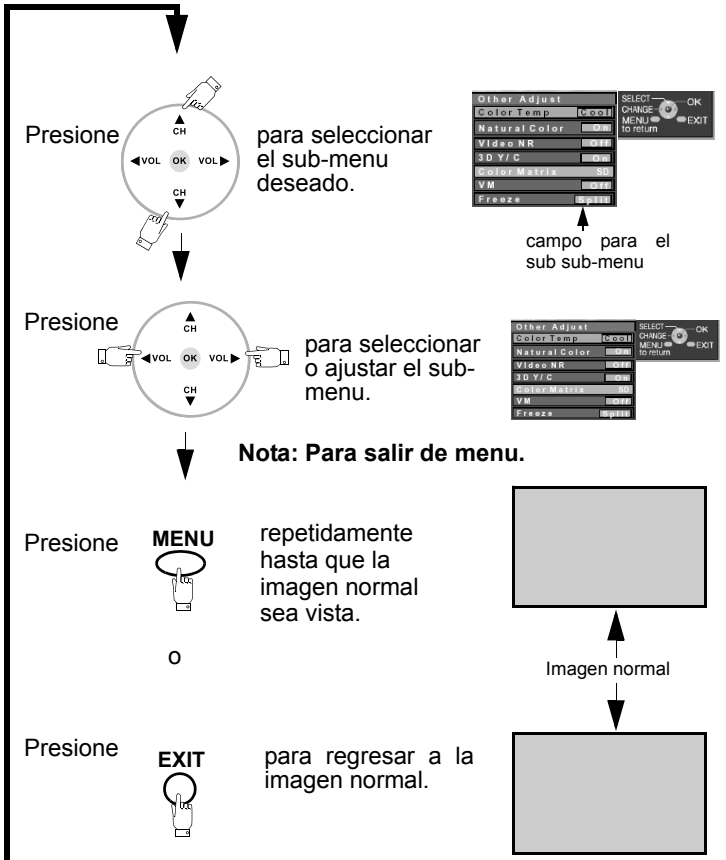 Presione
CH
VOL OK VOL
CH
para seleccionar
el sub-menu
deseado.
Other Adjust
Color Temp Cool
Natural Color On
VIdeo NR Off
3D Y/C On
Color Matrix SD
VM Off
Freeze Split
SELECT
CHANGE
OK
MENU
EXIT
to return
campo para el
sub sub-menu
Presione
CH
VOL OK VOL
CH
para seleccionar
o ajustar el sub-
menu.
Other Adjust
Color Temp Cool
Natural Color On
VIdeo NR Off
3D Y/C On
Color Matrix SD
VM Off
Freeze Split
SELECT
CHANGE
OK
MENU
EXIT
to return
Nota: Para salir de menu.
Presione
MENU
repetidamente
hasta que la
imagen normal
sea vista.
o
Imagen normal
Presione
EXIT
para regresar a la
imagen normal.